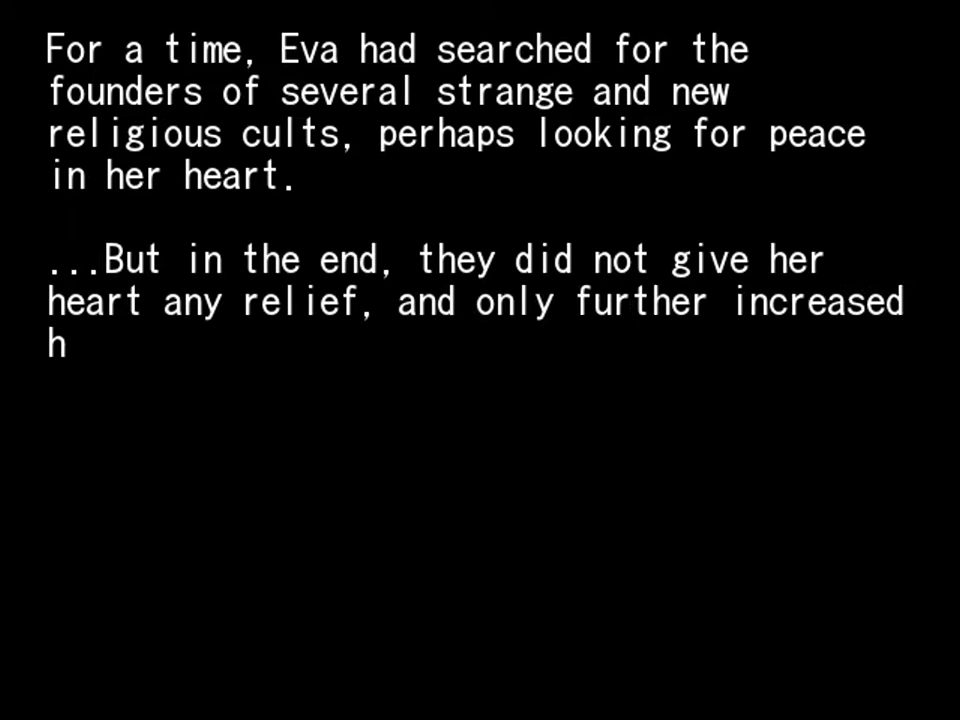 For a time, Eva had searched for the
founders of several strange and new
religious cults, perhaps looking for peace
in her heart.
...But in the end, they did not give her
heart any relief, and only further increased
h